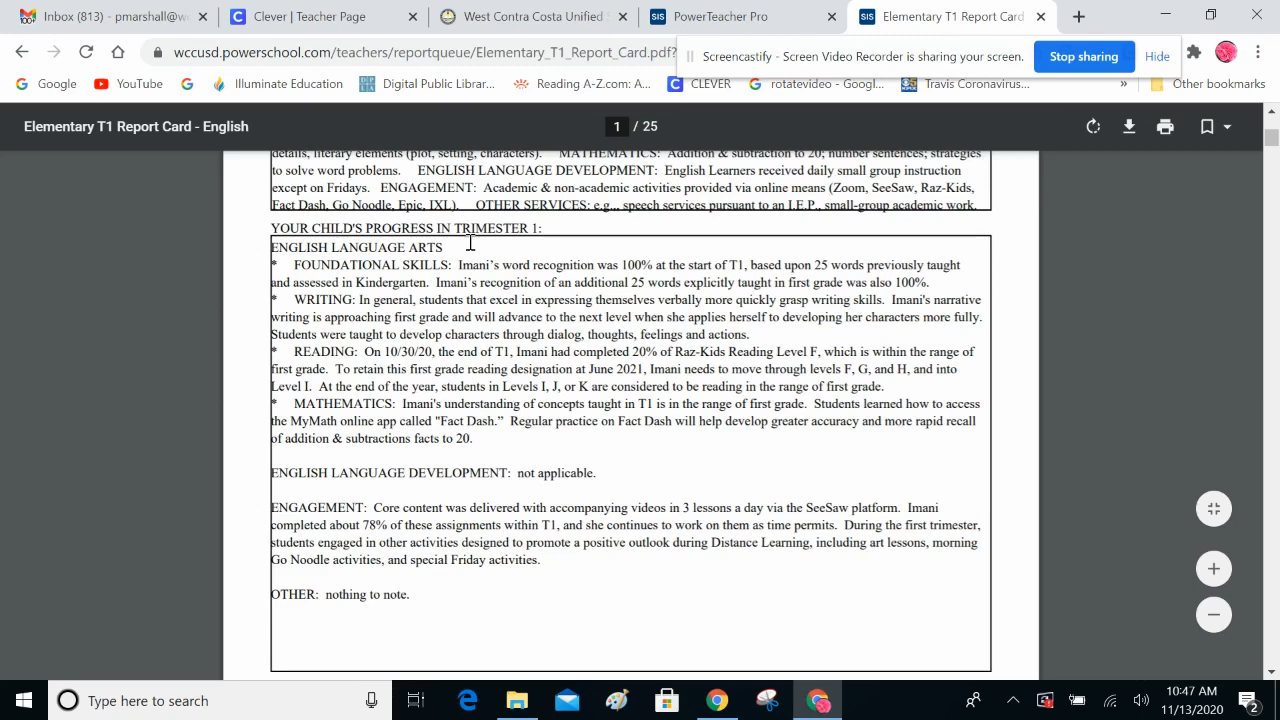 Inbox (813) - pmarshall@w
Clever | Teacher Page
West Contra Costa Unified
SIS PowerTeacher Pro
SIS Elementary T1 Report Card
wccusd.powerschool.com/teachers/reportqueue/Elementary_T1_Report_Card.pdf?
Screencastify - Screen Video Recorder is sharing your screen. Stop sharing Hide
Google YouTube Illuminate Education Digital Public Librar... Reading A-Z.com: A... CLEVER rotatevideo - Googl... Travis Coronavirus... » Other bookmarks
Elementary T1 Report Card - English 1 / 25
details, literary elements (plot, setting, characters). MATHEMATICS: Addition & subtraction to 20; number sentences; strategies
to solve word problems. ENGLISH LANGUAGE DEVELOPMENT: English Learners received daily small group instruction
except on Fridays. ENGAGEMENT: Academic & non-academic activities provided via online means (Zoom, SeeSaw, Raz-Kids,
Fact Dash, Go Noodle, Epic, IXL). OTHER SERVICES: e.g.., speech services pursuant to an I.E.P., small-group academic work.
YOUR CHILD'S PROGRESS IN TRIMESTER 1:
ENGLISH LANGUAGE ARTS
* FOUNDATIONAL SKILLS: Imani's word recognition was 100% at the start of T1, based upon 25 words previously taught
and assessed in Kindergarten. Imani's recognition of an additional 25 words explicitly taught in first grade was also 100%.
* WRITING: In general, students that excel in expressing themselves verbally more quickly grasp writing skills. Imani's narrative
writing is approaching first grade and will advance to the next level when she applies herself to developing her characters more fully.
Students were taught to develop characters through dialog, thoughts, feelings and actions.
* READING: On 10/30/20, the end of T1, Imani had completed 20% of Raz-Kids Reading Level F, which is within the range of
first grade. To retain this first grade reading designation at June 2021, Imani needs to move through levels F, G, and H, and into
Level I. At the end of the year, students in Levels I, J, or K are considered to be reading in the range of first grade.
* MATHEMATICS: Imani's understanding of concepts taught in T1 is in the range of first grade. Students learned how to access
the MyMath online app called "Fact Dash." Regular practice on Fact Dash will help develop greater accuracy and more rapid recall
of addition & subtractions facts to 20.
ENGLISH LANGUAGE DEVELOPMENT: not applicable.
ENGAGEMENT: Core content was delivered with accompanying videos in 3 lessons a day via the SeeSaw platform. Imani
completed about 78% of these assignments within T1, and she continues to work on them as time permits. During the first trimester,
students engaged in other activities designed to promote a positive outlook during Distance Learning, including art lessons, morning
Go Noodle activities, and special Friday activities.
OTHER: nothing to note.
Type here to search
10:47 AM
11/13/2020
2